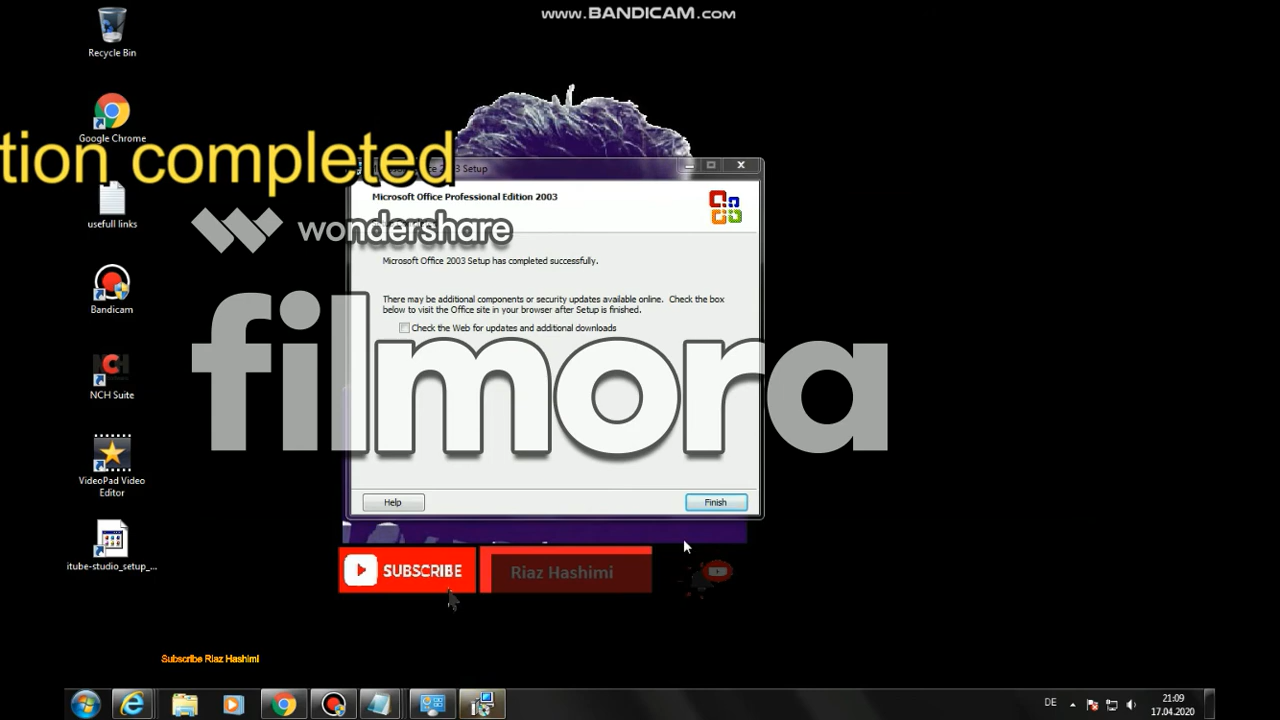 www.BANDICAM.com
Recycle Bin
Google Chrome
tion completed
2003 Setup
Microsoft Office Professional Edition 2003
usefull links
wondershare
Microsoft Office 2003 Setup has completed successfully.
Bandicam
There may be additional components or security updates available online. Check the box
below to visit the Office site in your browser after Setup is finished.
Check the Web for updates and additional downloads
filmora
NCH
NCH Suite
VideoPad Video
Editor
Help
Finish
itube-studio_setup_...
SUBSCRIBE
Riaz Hashimi
Subscribe Riaz Hashimi
DE
21:09
17.04.2020